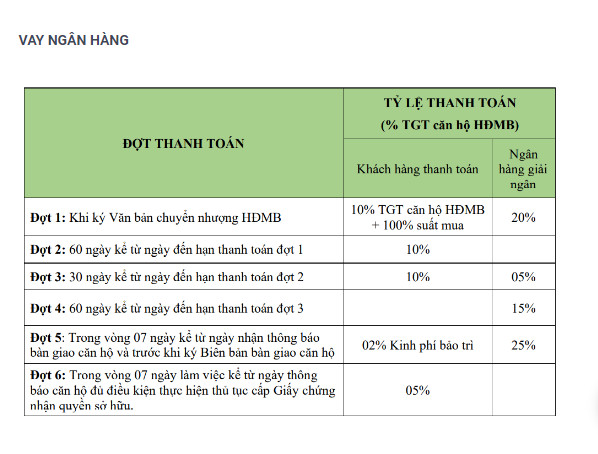 VAY NGÂN HÀNG
ĐỢT THANH TOÁN
TỶ LỆ THANH TOÁN
(% TGT căn hộ HĐMB)
Khách hàng thanh toán
Ngân
hàng giải
ngân
Đợt 1: Khi ký Văn bản chuyển nhượng HDMB
10% TGT căn hộ HĐMB
+ 100% suất mua
20%
Đợt 2: 60 ngày kể từ ngày đến hạn thanh toán đợt 1
10%
Đợt 3: 30 ngày kể từ ngày đến hạn thanh toán đợt 2
10%
05%
Đợt 4: 60 ngày kể từ ngày đến hạn thanh toán đợt 3
15%
Đợt 5: Trong vòng 07 ngày kể từ ngày nhận thông báo
bàn giao căn hộ và trước khi ký Biên bản bàn giao căn hộ
02% Kinh phí bảo trì
25%
Đợt 6: Trong vòng 07 ngày làm việc kể từ ngày thông
báo căn hộ đủ điều kiện thực hiện thủ tục cấp Giấy chứng
nhận quyền sở hữu.
05%